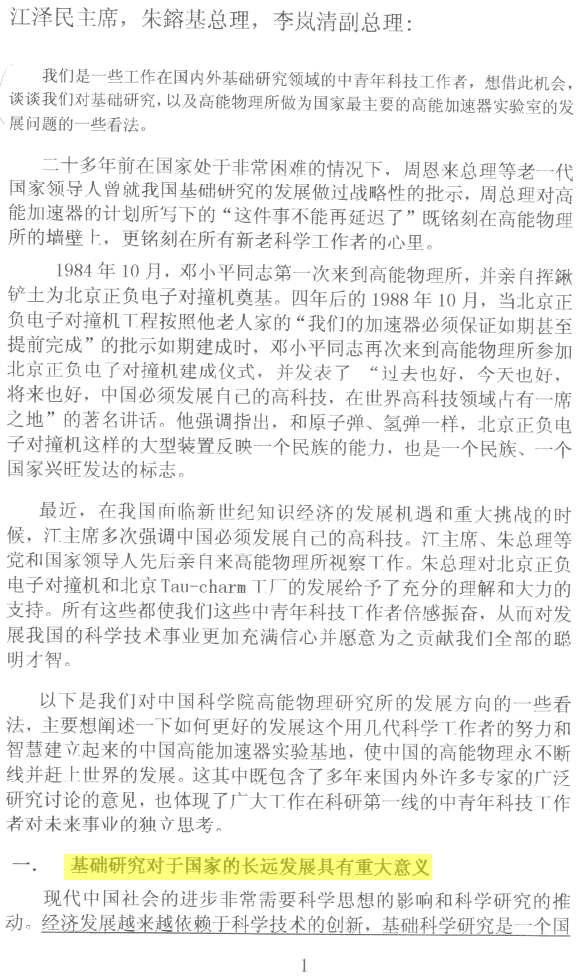 江泽民主席，朱鎔基总理，李岚清副总理：
我们是一些工作在国内外基础研究领域的中青年科技工作者，想借此机会，
谈谈我们对基础研究，以及高能物理所做为国家最主要的高能加速器实验室的发
展问题的一些看法。
二十多年前在国家处于非常困难的情况下，周恩来总理等老一代
国家领导人曾就我国基础研究的发展做过战略性的批示，周总理对高
能加速器的计划所写下的“这件事不能再延迟了”既铭刻在高能物理
所的墙壁上，更铭刻在所有新老科学工作者的心里。
1984 年 10 月，邓小平同志第一次来到高能物理所，并亲自挥鍬
铲土为北京正负电子对撞机奠基。四年后的 1988 年 10 月，当北京正
负电子对撞机工程按照他老人家的“我们的加速器必须保证如期甚至
提前完成”的批示如期建成时，邓小平同志再次来到高能物理所参加
北京正负电子对撞机建成仪式，并发表了 “过去也好，今天也好，
将来也好，中国必须发展自己的高科技，在世界高科技领域占有一席
之地”的著名讲话。他强调指出，和原子弹、氢弹一样，北京正负电
子对撞机这样的大型装置反映一个民族的能力，也是一个民族、一个
国家兴旺发达的标志。
最近，在我国面临新世纪知识经济的发展机遇和重大挑战的时
候，江主席多次强调中国必须发展自己的高科技。江主席、朱总理等
党和国家领导人先后亲自来高能物理所视察工作。朱总理对北京正负
电子对撞机和北京 Tau-charm 工厂的发展给予了充分的理解和大力的
支持。所有这些都使我们这些中青年科技工作者倍感振奋，从而对发
展我国的科学技术事业更加充满信心并愿意为之贡献我们全部的聪
明才智。
以下是我们对中国科学院高能物理研究所的发展方向的一些看
法，主要想阐述一下如何更好的发展这个用几代科学工作者的努力和
智慧建立起来的中国高能加速器实验基地，使中国的高能物理永不断
线并赶上世界的发展。这其中既包含了多年来国内外许多专家的广泛
研究讨论的意见，也体现了广大工作在科研第一线的中青年科技工作
者对未来事业的独立思考。
一． 基础研究对于国家的长远发展具有重大意义
现代中国社会的进步非常需要科学思想的影响和科学研究的推
动。经济发展越来越依赖于科学技术的创新，基础科学研究是一个国
1